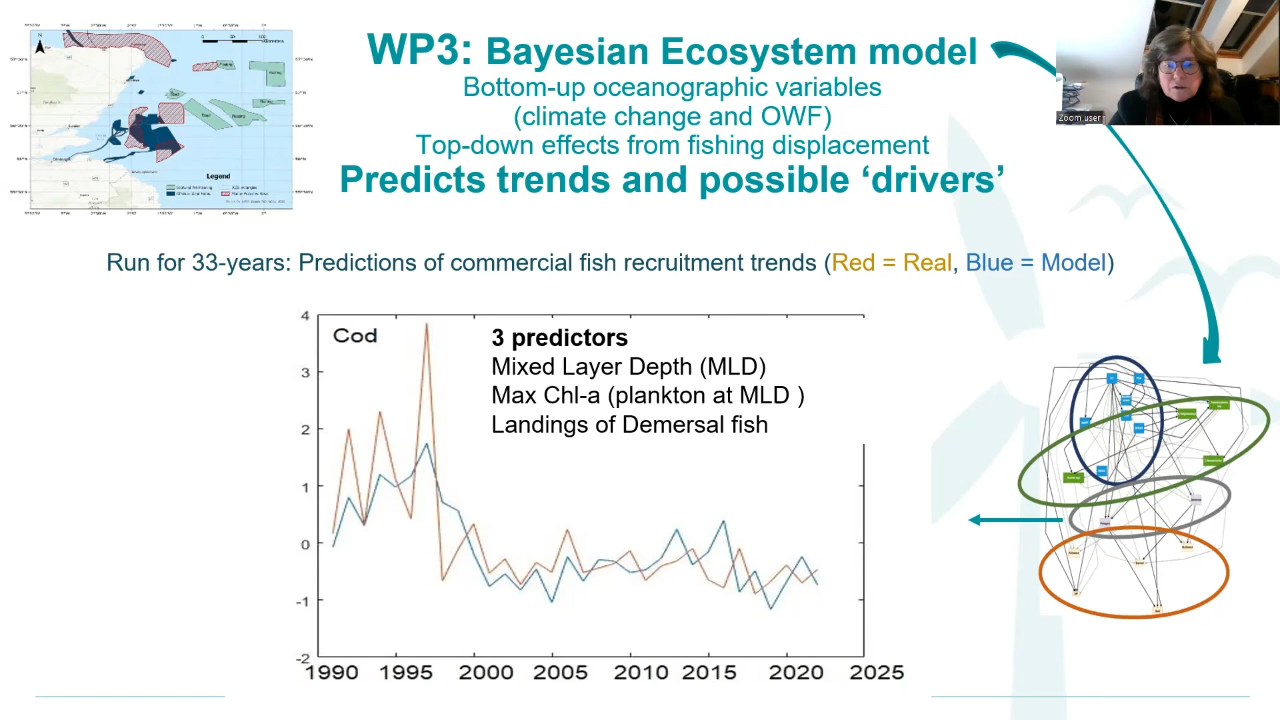 WP3: Bayesian Ecosystem model
Bottom-up oceanographic variables
(climate change and OWF)
Top-down effects from fishing displacement
Predicts trends and possible ‘drivers’
Zoom user
Legend
Run for 33-years: Predictions of commercial fish recruitment trends (Red = Real, Blue = Model)
Cod
3 predictors
Mixed Layer Depth (MLD)
Max Chl-a (plankton at MLD )
Landings of Demersal fish
4
3
2
1
0
-1
-2
1990 1995 2000 2005 2010 2015 2020 2025